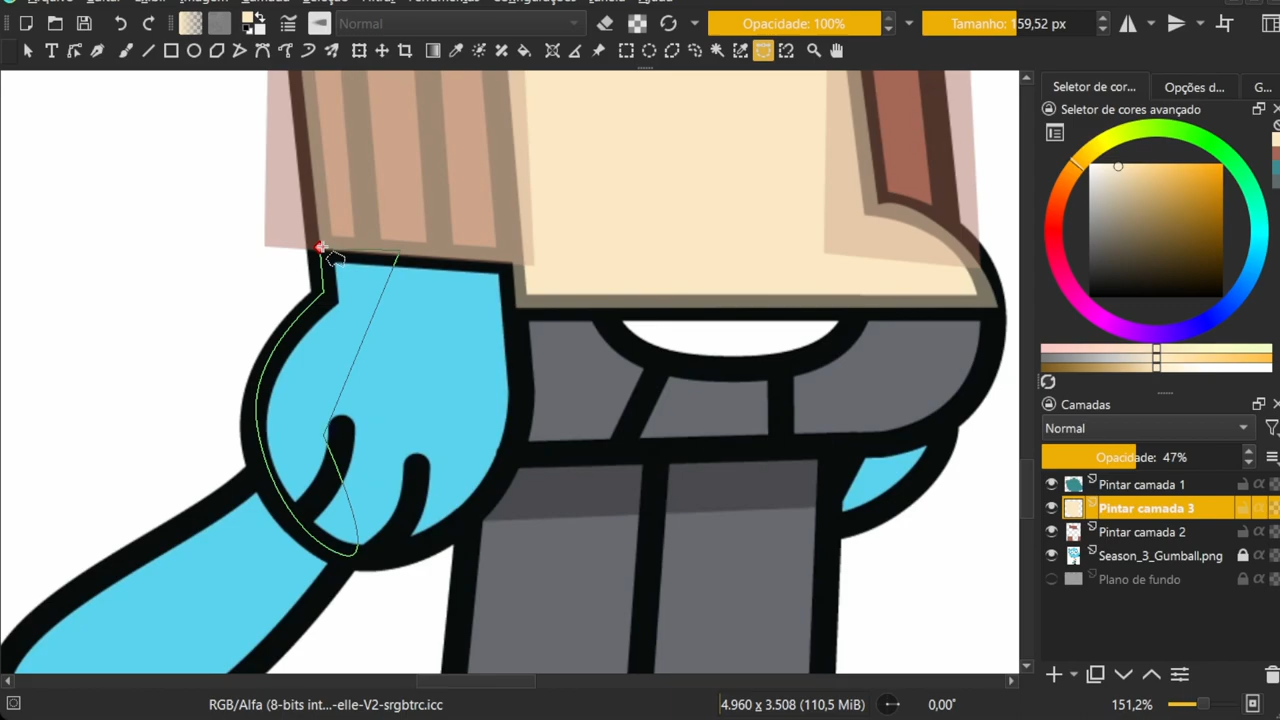 Normal
Opacidade: 100%
Tamanho: 159,52 px
Seletor de cor...
Opções d...
G...
Seletor de cores avançado
Camadas
Normal
Opacidade: 47%
Pintar camada 1
Pintar camada 3
Pintar camada 2
Season_3_Gumball.png
Plano de fundo
RGB/Alfa (8-bits int...-elle-V2-srgbtrc.icc
4.960 x 3.508 (110,5 MiB)
0,00°
151,2%